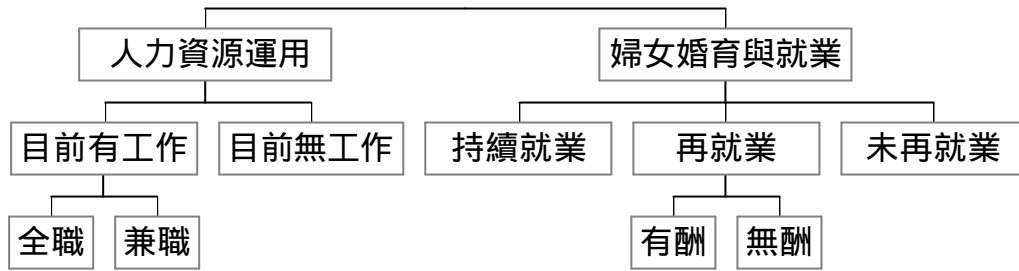 人力資源運用
婦女婚育與就業
目前有工作
目前無工作
持續就業
再就業
未再就業
全職
兼職
有酬
無酬